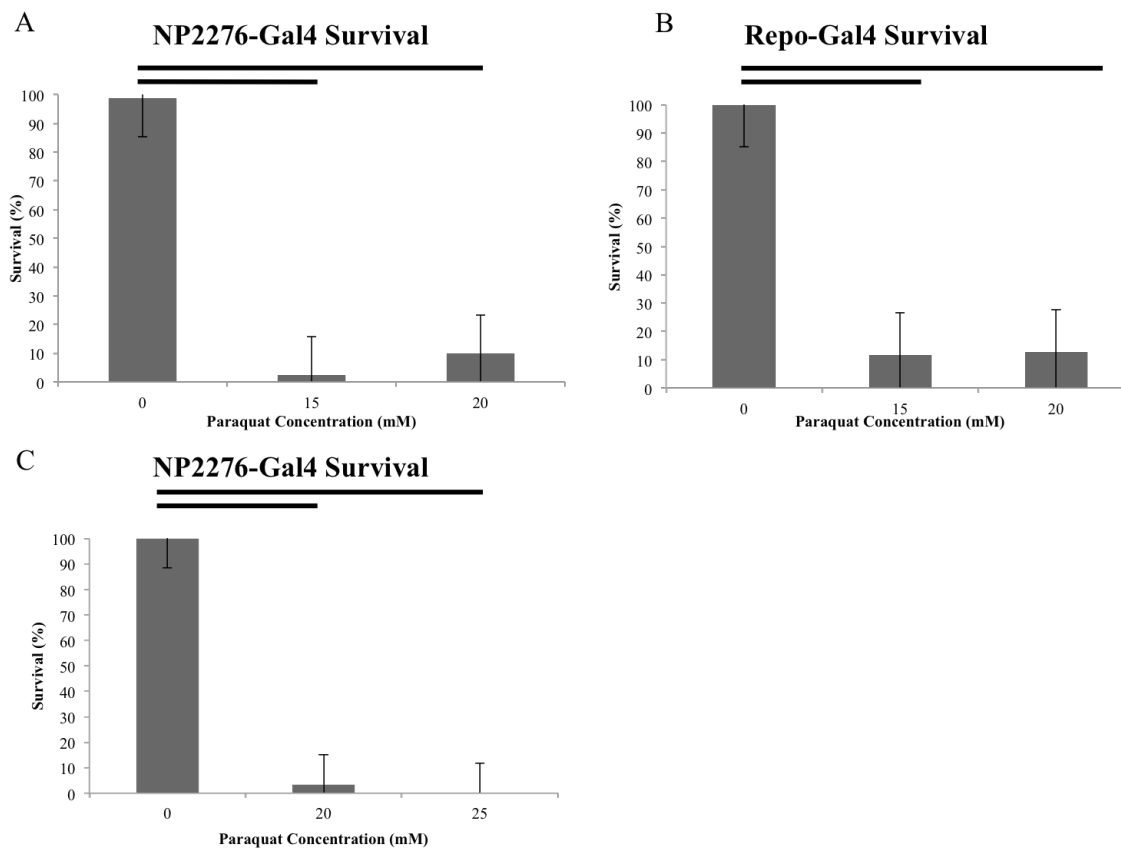 A
NP2276-Gal4 Survival
100
90
80
70
60
50
40
30
20
10
0
Survival (%)
0 15 20
Paraquat Concentration (mM)
B
Repo-Gal4 Survival
100
90
80
70
60
50
40
30
20
10
0
Survival (%)
0 15 20
Paraquat Concentration (mM)
C
NP2276-Gal4 Survival
100
90
80
70
60
50
40
30
20
10
0
Survival (%)
0 20 25
Paraquat Concentration (mM)